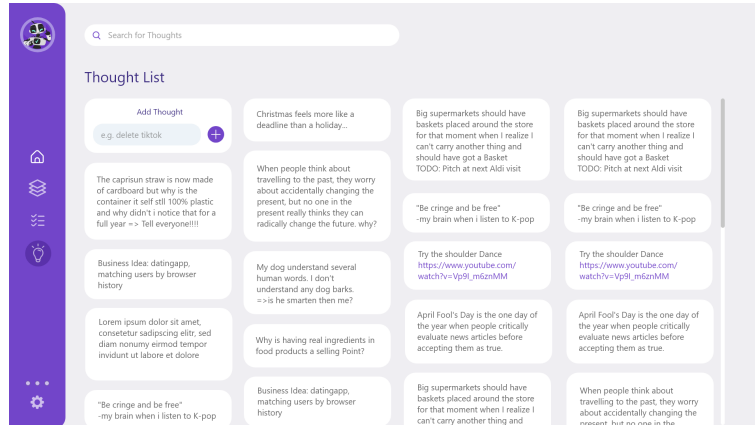 Search for Thoughts
Thought List
Add Thought
e.g. delete tiktok
The caprisun straw is now made
of cardboard but why is the
container it self stll 100% plastic
and why didn't i notice that for a
full year => Tell everyone!!!!
Business Idea: datingapp,
matching users by browser
history
Lorem ipsum dolor sit amet,
consetetur sadipscing elitr, sed
diam nonumy eirmod tempor
invidunt ut labore et dolore
"Be cringe and be free"
-my brain when i listen to K-pop
Christmas feels more like a
deadline than a holiday...
When people think about
travelling to the past, they worry
about accidentally changing the
present, but no one in the
present really thinks they can
radically change the future. why?
My dog understand several
human words. I don't
understand any dog barks.
=>is he smarten then me?
Why is having real ingredients in
food products a selling Point?
Business Idea: datingapp,
matching users by browser
history
Big supermarkets should have
baskets placed around the store
for that moment when I realize I
can't carry another thing and
should have got a Basket
TODO: Pitch at next Aldi visit
"Be cringe and be free"
-my brain when i listen to K-pop
Try the shoulder Dance
https://www.youtube.com/
watch?v=Vp9I_m6znMM
April Fool's Day is the one day of
the year when people critically
evaluate news articles before
accepting them as true.
Big supermarkets should have
baskets placed around the store
for that moment when I realize I
can't carry another thing and
Big supermarkets should have
baskets placed around the store
for that moment when I realize I
can't carry another thing and
should have got a Basket
TODO: Pitch at next Aldi visit
"Be cringe and be free"
-my brain when i listen to K-pop
Try the shoulder Dance
https://www.youtube.com/
watch?v=Vp9I_m6znMM
April Fool's Day is the one day of
the year when people critically
evaluate news articles before
accepting them as true.
When people think about
travelling to the past, they worry
about accidentally changing the
present, but no one in the